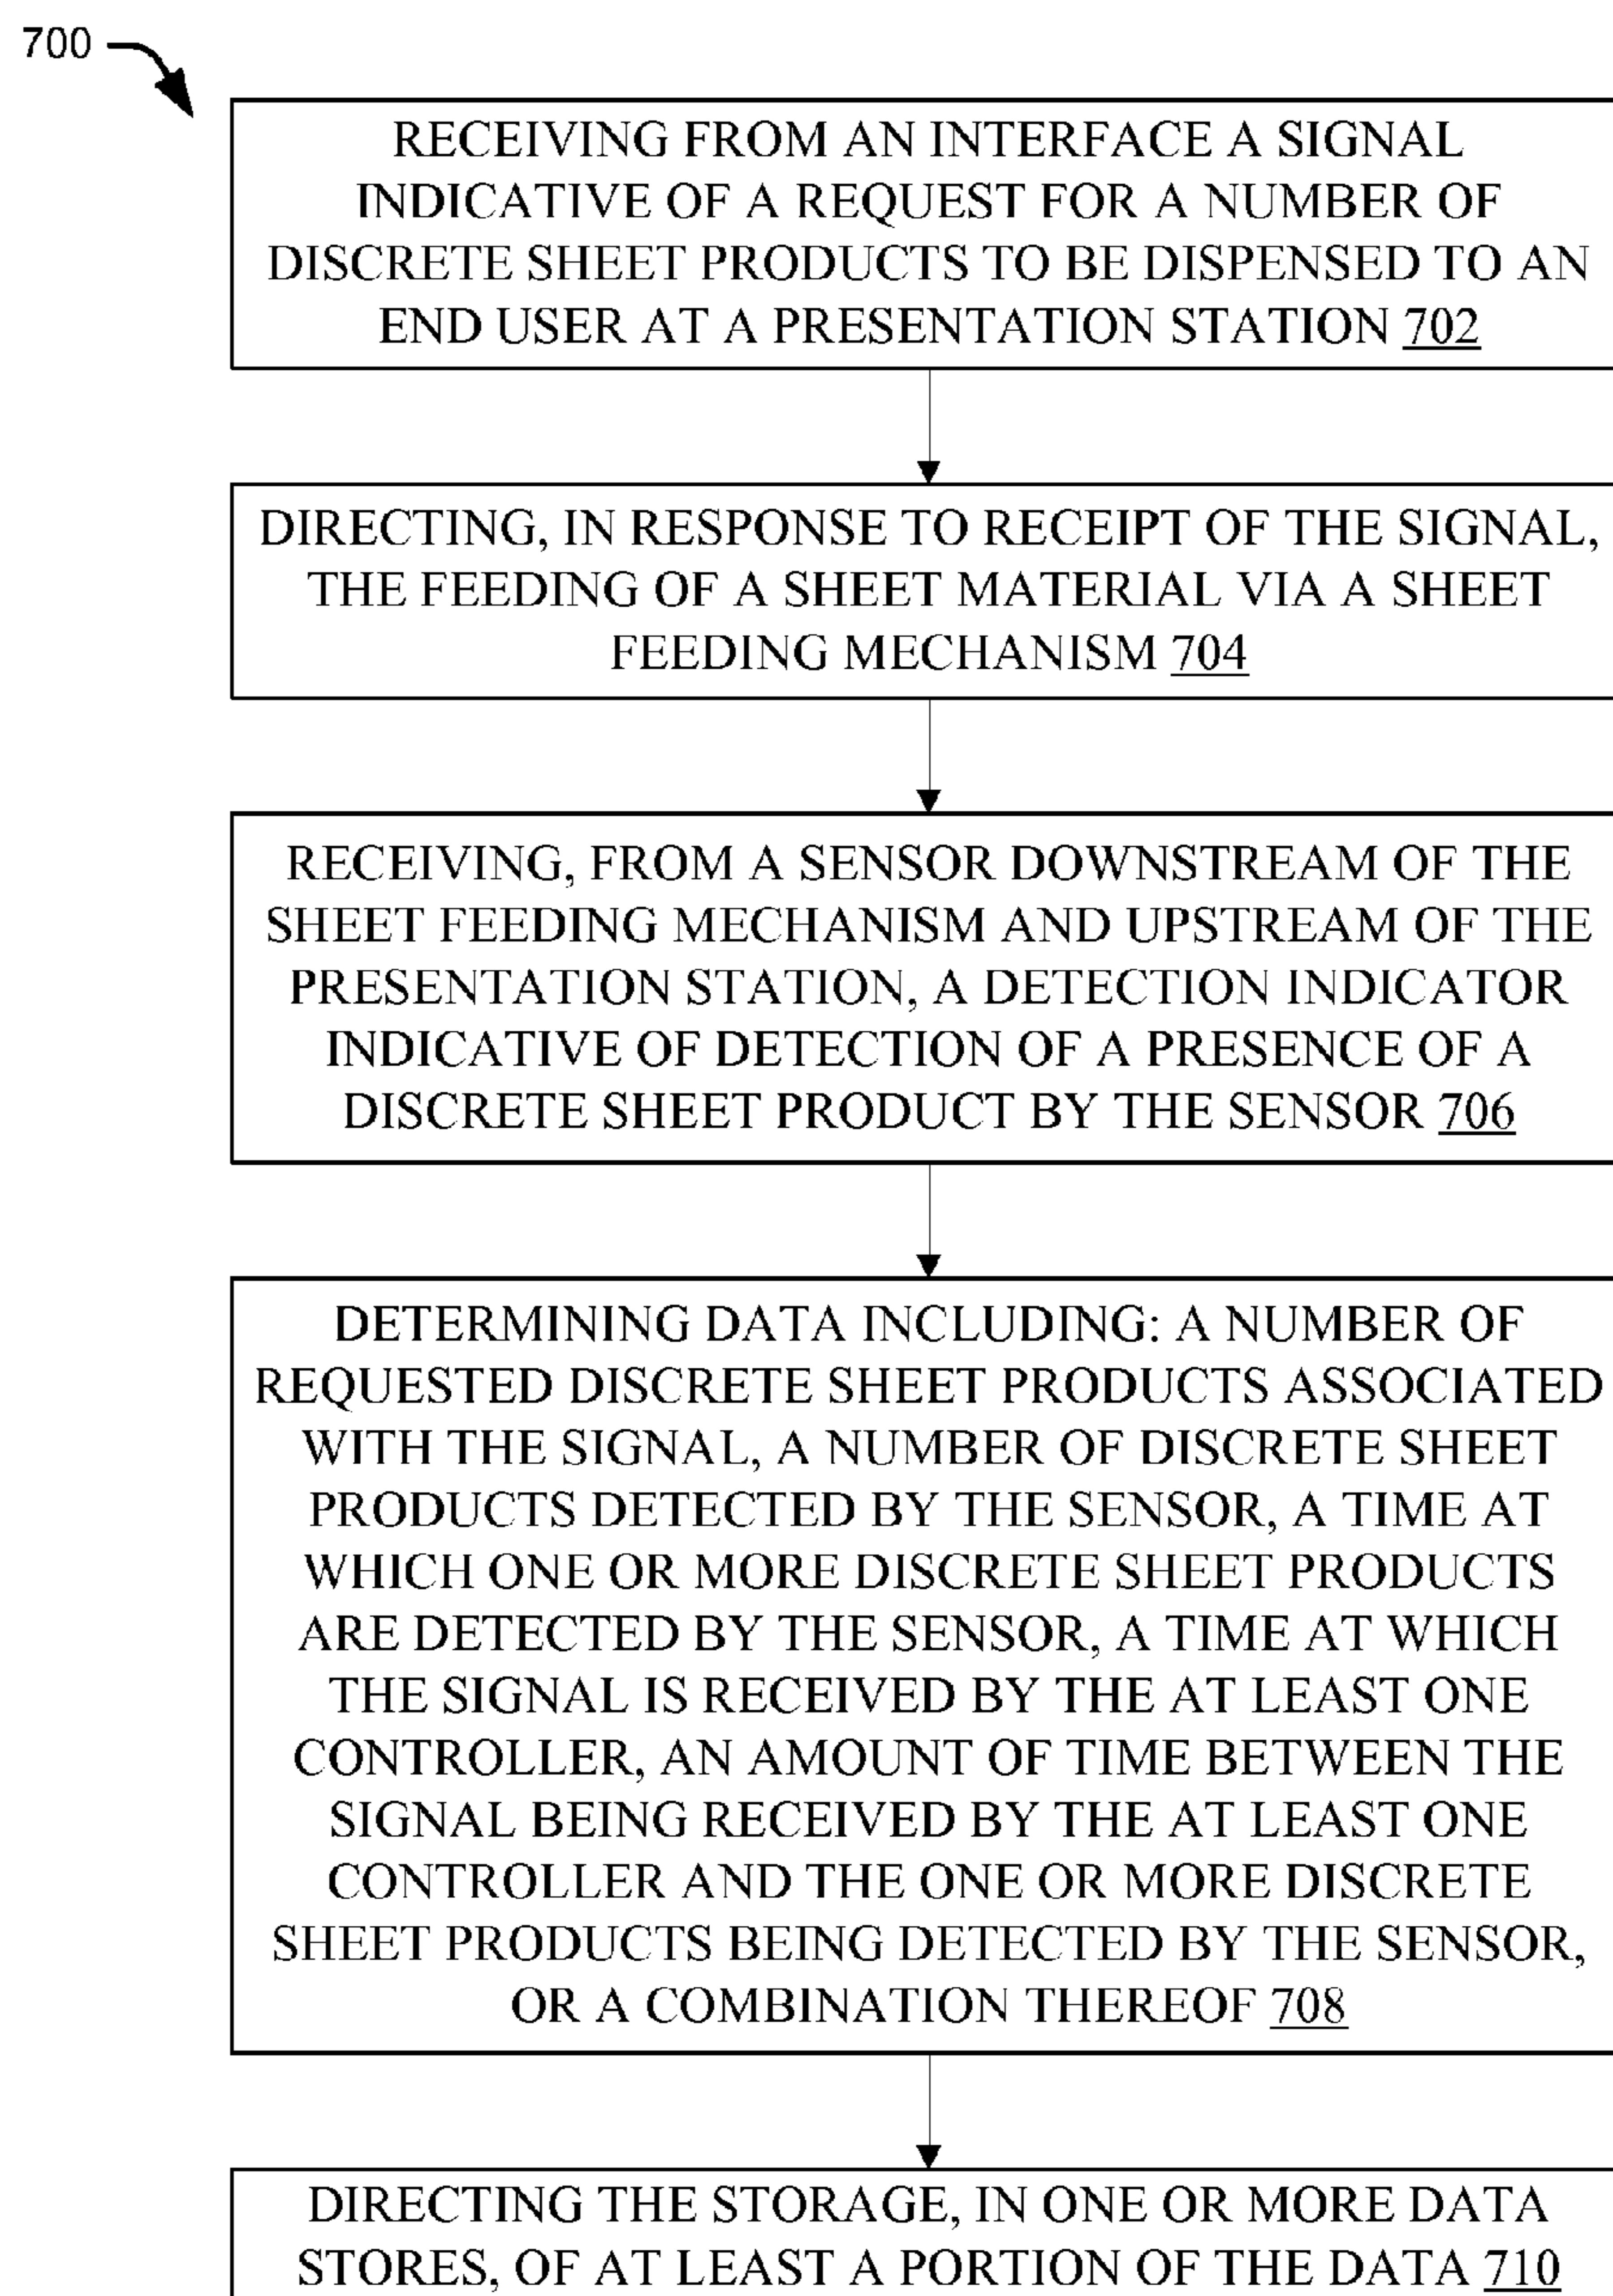 700
RECEIVING FROM AN INTERFACE A SIGNAL
INDICATIVE OF A REQUEST FOR A NUMBER OF
DISCRETE SHEET PRODUCTS TO BE DISPENSED TO AN
END USER AT A PRESENTATION STATION 702
DIRECTING, IN RESPONSE TO RECEIPT OF THE SIGNAL,
THE FEEDING OF A SHEET MATERIAL VIA A SHEET
FEEDING MECHANISM 704
RECEIVING, FROM A SENSOR DOWNSTREAM OF THE
SHEET FEEDING MECHANISM AND UPSTREAM OF THE
PRESENTATION STATION, A DETECTION INDICATOR
INDICATIVE OF DETECTION OF A PRESENCE OF A
DISCRETE SHEET PRODUCT BY THE SENSOR 706
DETERMINING DATA INCLUDING: A NUMBER OF
REQUESTED DISCRETE SHEET PRODUCTS ASSOCIATED
WITH THE SIGNAL, A NUMBER OF DISCRETE SHEET
PRODUCTS DETECTED BY THE SENSOR, A TIME AT
WHICH ONE OR MORE DISCRETE SHEET PRODUCTS
ARE DETECTED BY THE SENSOR, A TIME AT WHICH
THE SIGNAL IS RECEIVED BY THE AT LEAST ONE
CONTROLLER, AN AMOUNT OF TIME BETWEEN THE
SIGNAL BEING RECEIVED BY THE AT LEAST ONE
CONTROLLER AND THE ONE OR MORE DISCRETE
SHEET PRODUCTS BEING DETECTED BY THE SENSOR,
OR A COMBINATION THEREOF 708
DIRECTING THE STORAGE, IN ONE OR MORE DATA
STORES, OF AT LEAST A PORTION OF THE DATA 710